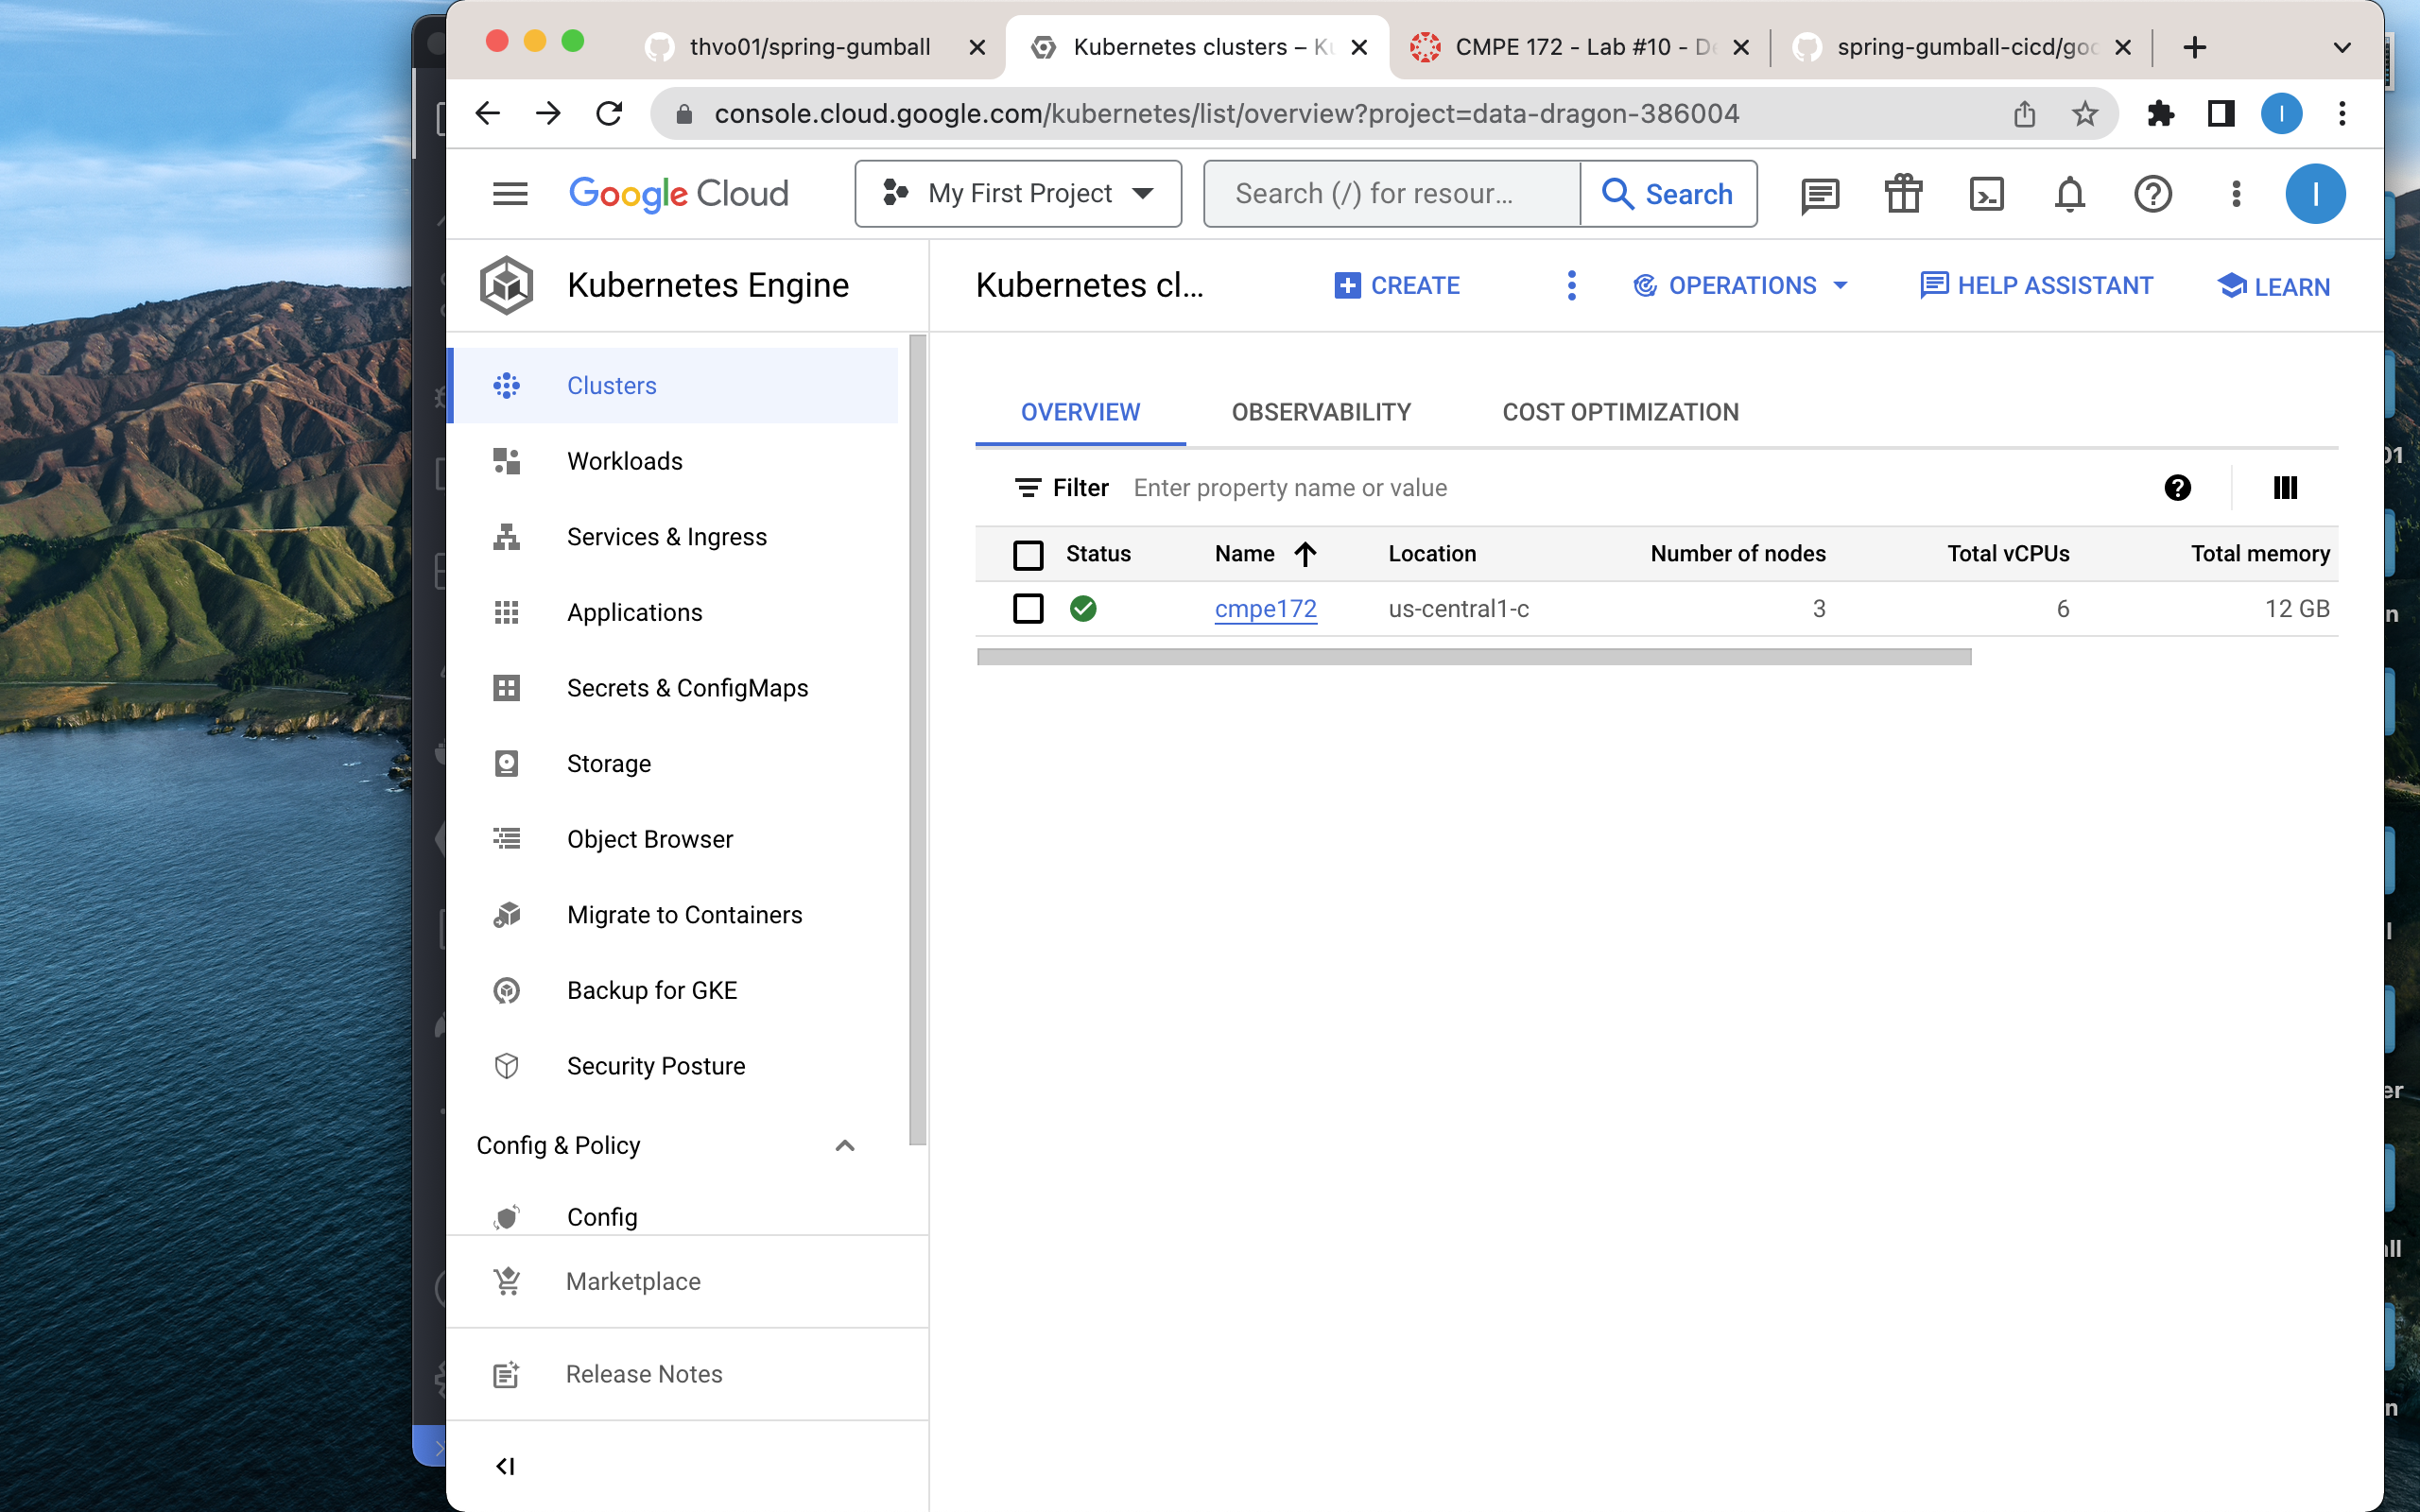 thvo01/spring-gumball
Kubernetes clusters – Ku
CMPE 172 - Lab #10 - De
spring-gumball-cicd/goo
console.cloud.google.com/kubernetes/list/overview?project=data-dragon-386004
I
Google Cloud
My First Project
Search (/) for resour...
Search
I
Kubernetes Engine
Kubernetes cl...
CREATE
OPERATIONS
HELP ASSISTANT
LEARN
Clusters
Workloads
Services & Ingress
Applications
Secrets & ConfigMaps
Storage
Object Browser
Migrate to Containers
Backup for GKE
Security Posture
Config & Policy
Config
Marketplace
Release Notes
OVERVIEW
OBSERVABILITY
COST OPTIMIZATION
Filter
Enter property name or value
Status Name Location Number of nodes Total vCPUs Total memory
cmpe172 us-central1-c 3 6 12 GB